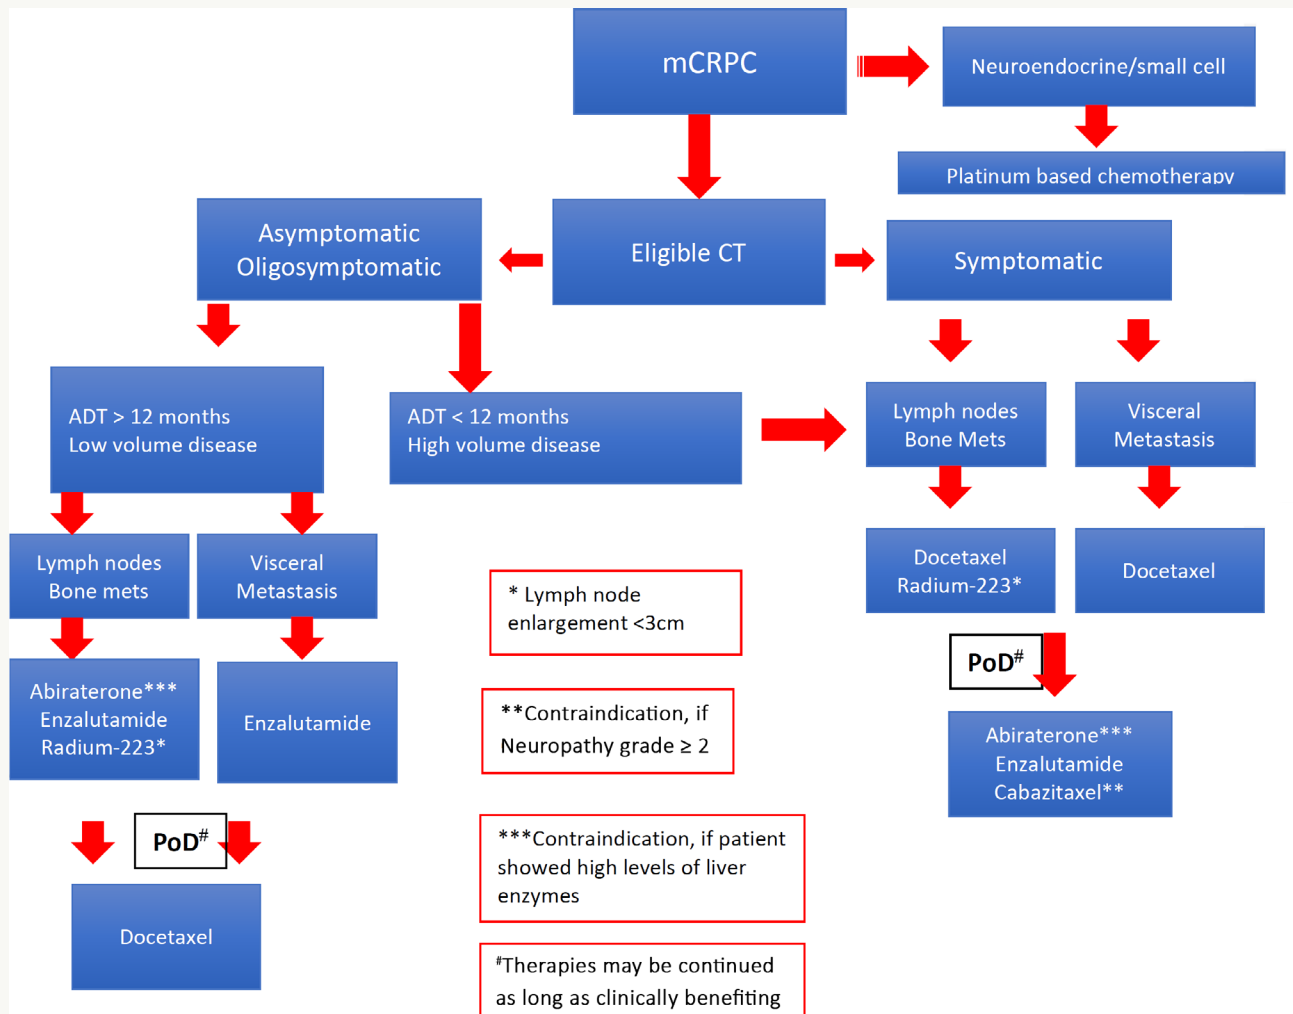 mCRPC
Neuroendocrine/small cell
Platinum based chemotherapy
Asymptomatic
Oligosymptomatic
Eligible CT
Symptomatic
ADT > 12 months
Low volume disease
ADT < 12 months
High volume disease
Lymph nodes
Bone Mets
Visceral
Metastasis
Lymph nodes
Bone mets
Visceral
Metastasis
Docetaxel
Radium-223*
Docetaxel
* Lymph node
enlargement <3cm
Abiraterone***
Enzalutamide
Radium-223*
Enzalutamide
PoD#
**Contraindication, if
Neuropathy grade ≥ 2
Abiraterone***
Enzalutamide
Cabazitaxel**
PoD#
***Contraindication, if patient
showed high levels of liver
enzymes
Docetaxel
#Therapies may be continued
as long as clinically benefiting